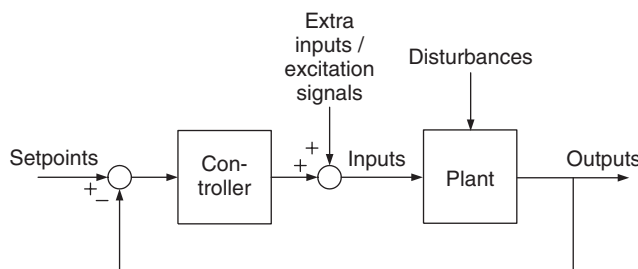 Extra
inputs /
excitation
signals
Disturbances
Setpoints
+
–
Con-
troller
+
+
Inputs
Plant
Outputs